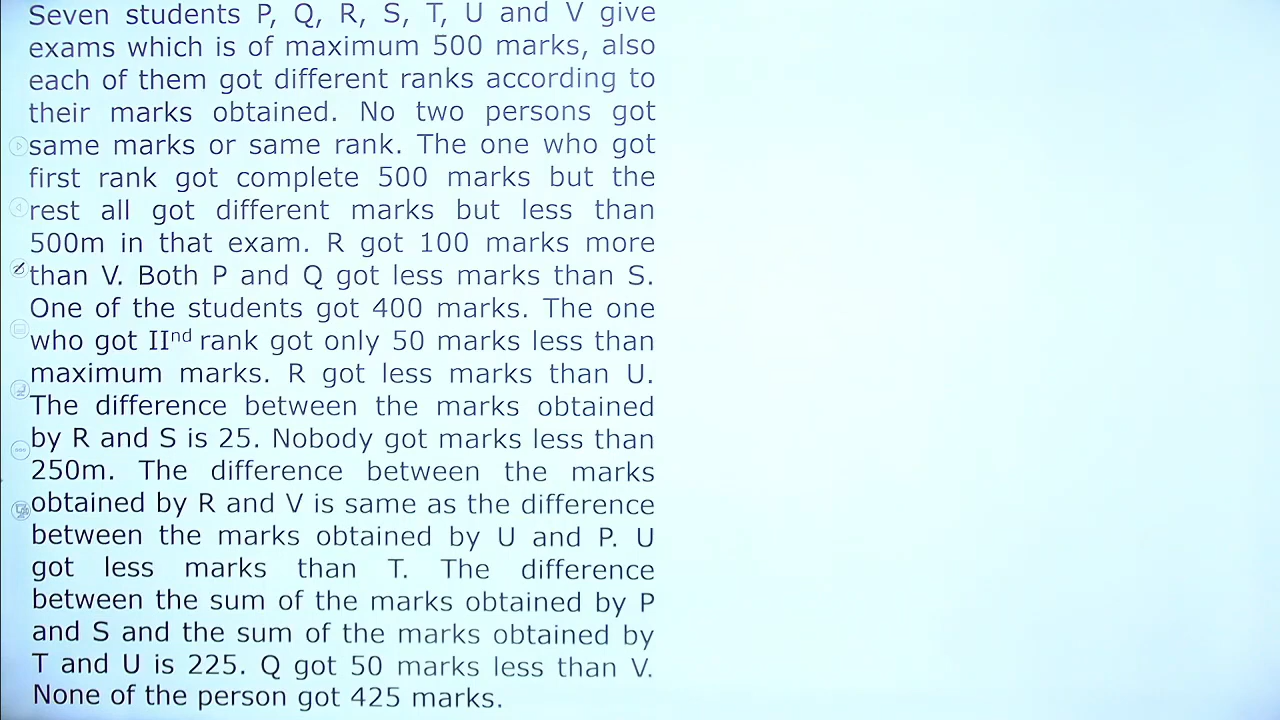 Seven students P, Q, R, S, T, U and V give
exams which is of maximum 500 marks, also
each of them got different ranks according to
their marks obtained. No two persons got
same marks or same rank. The one who got
first rank got complete 500 marks but the
rest all got different marks but less than
500m in that exam. R got 100 marks more
than V. Both P and Q got less marks than S.
One of the students got 400 marks. The one
who got IIⁿᵈ rank got only 50 marks less than
maximum marks. R got less marks than U.
The difference between the marks obtained
by R and S is 25. Nobody got marks less than
250m. The difference between the marks
obtained by R and V is same as the difference
between the marks obtained by U and P. U
got less marks than T. The difference
between the sum of the marks obtained by P
and S and the sum of the marks obtained by
T and U is 225. Q got 50 marks less than V.
None of the person got 425 marks.